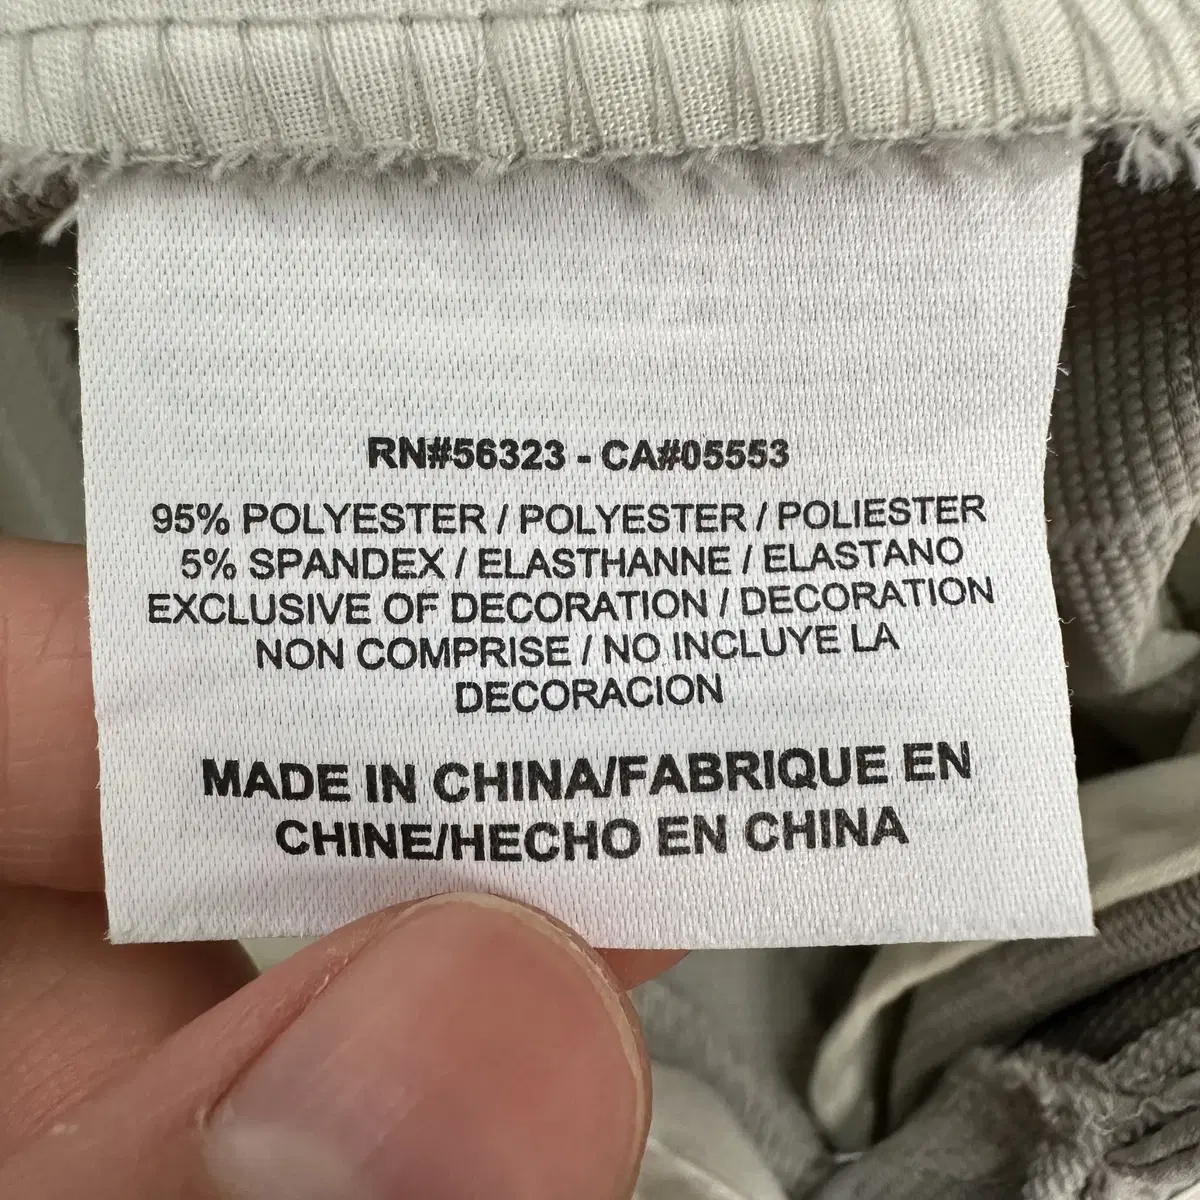 RN#56323 - CA#05553
95% POLYESTER / POLYESTER / POLIESTER
5% SPANDEX / ELASTHANNE / ELASTANO
EXCLUSIVE OF DECORATION / DECORATION
NON COMPRISE / NO INCLUYE LA
DECORACION
MADE IN CHINA/FABRIQUE EN
CHINE/HECHO EN CHINA